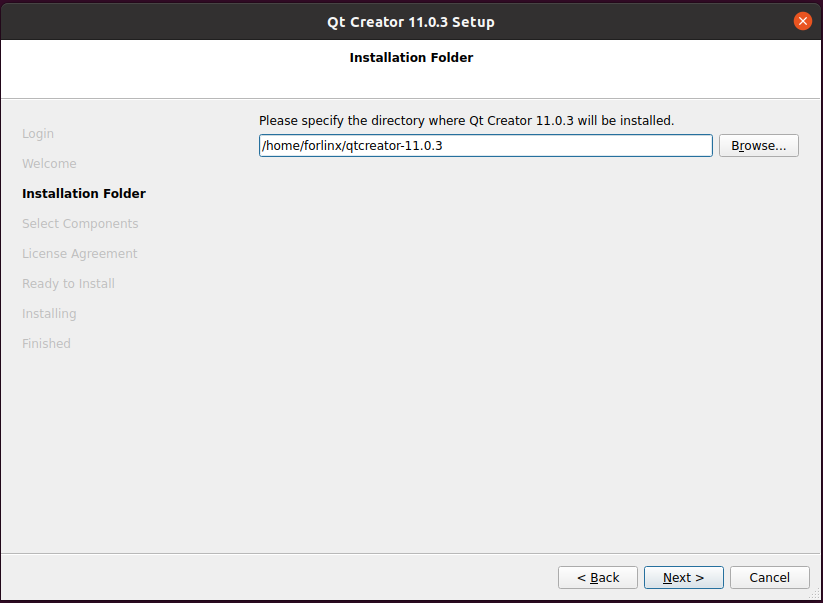 Qt Creator 11.0.3 Setup
Installation Folder
Please specify the directory where Qt Creator 11.0.3 will be installed.
/home/forlinx/qtcreator-11.0.3
Browse...
Login
Welcome
Installation Folder
Select Components
License Agreement
Ready to Install
Installing
Finished
< Back
Next >
Cancel